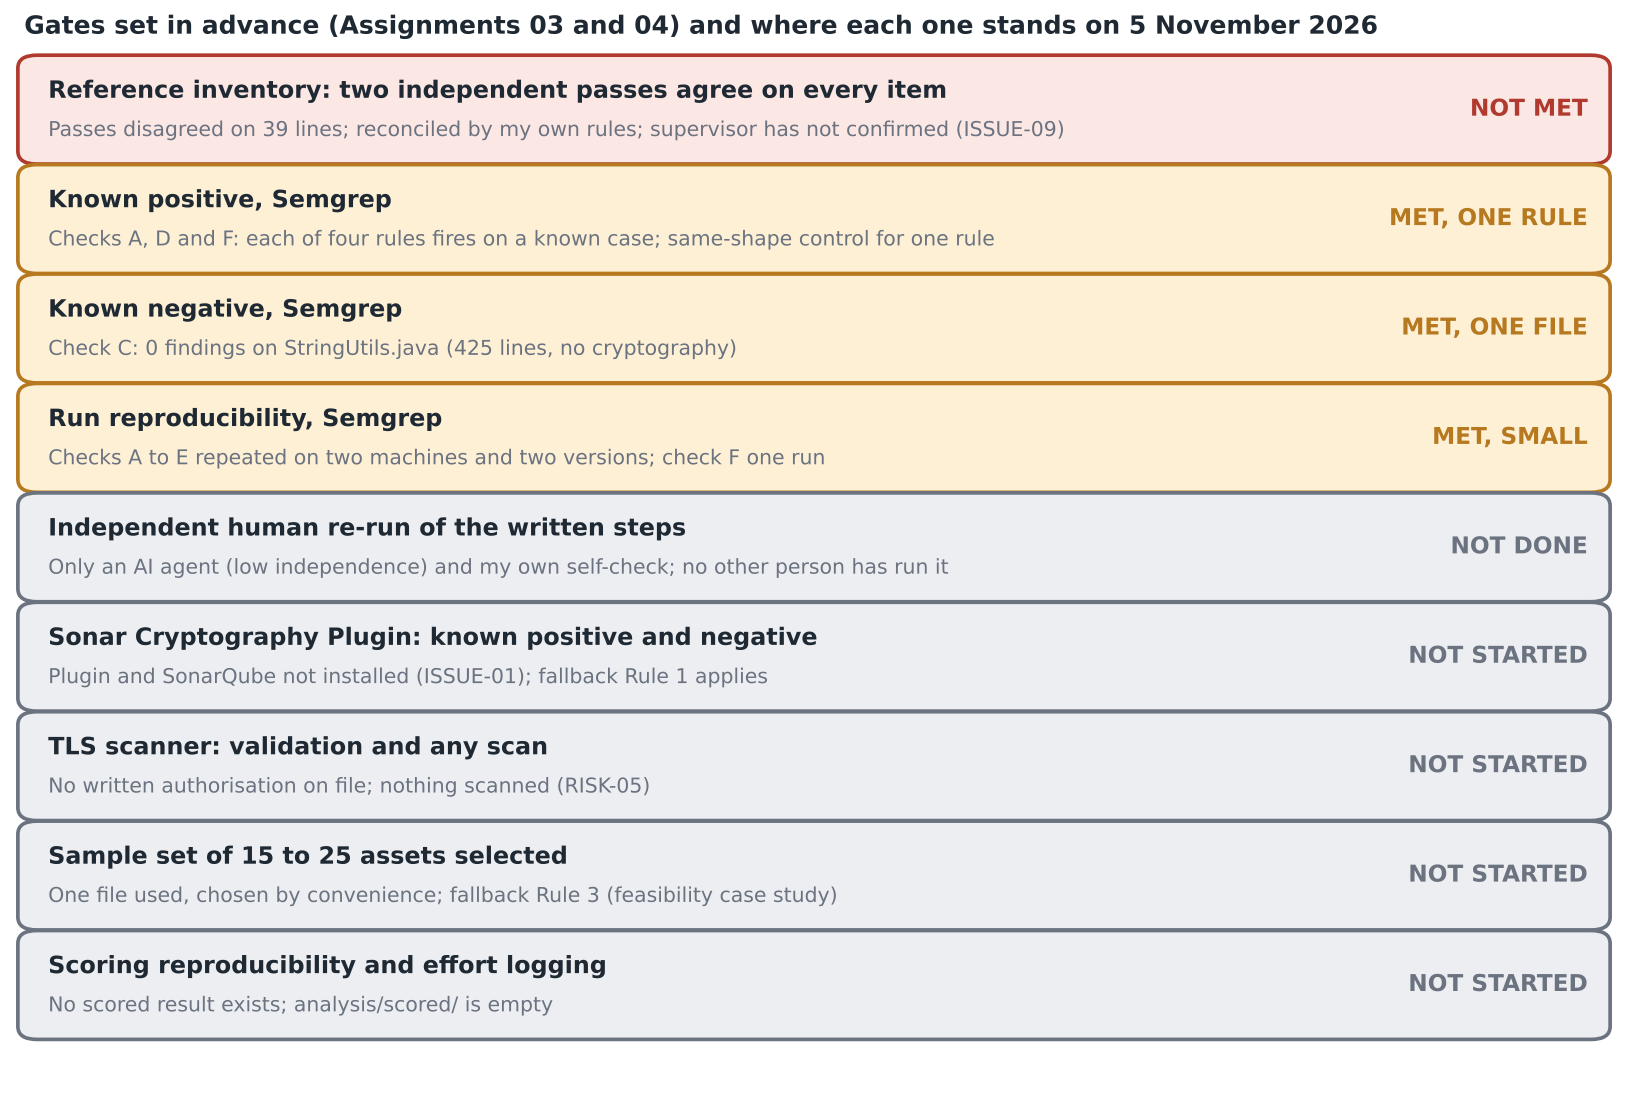 Gates set in advance (Assignments 03 and 04) and where each one stands on 5 November 2026
Reference inventory: two independent passes agree on every item
NOT MET
Passes disagreed on 39 lines; reconciled by my own rules; supervisor has not confirmed (ISSUE-09)
Known positive, Semgrep
MET, ONE RULE
Checks A, D and F: each of four rules fires on a known case; same-shape control for one rule
Known negative, Semgrep
MET, ONE FILE
Check C: 0 findings on StringUtils.java (425 lines, no cryptography)
Run reproducibility, Semgrep
MET, SMALL
Checks A to E repeated on two machines and two versions; check F one run
Independent human re-run of the written steps
NOT DONE
Only an AI agent (low independence) and my own self-check; no other person has run it
Sonar Cryptography Plugin: known positive and negative
NOT STARTED
Plugin and SonarQube not installed (ISSUE-01); fallback Rule 1 applies
TLS scanner: validation and any scan
NOT STARTED
No written authorisation on file; nothing scanned (RISK-05)
Sample set of 15 to 25 assets selected
NOT STARTED
One file used, chosen by convenience; fallback Rule 3 (feasibility case study)
Scoring reproducibility and effort logging
NOT STARTED
No scored result exists; analysis/scored/ is empty